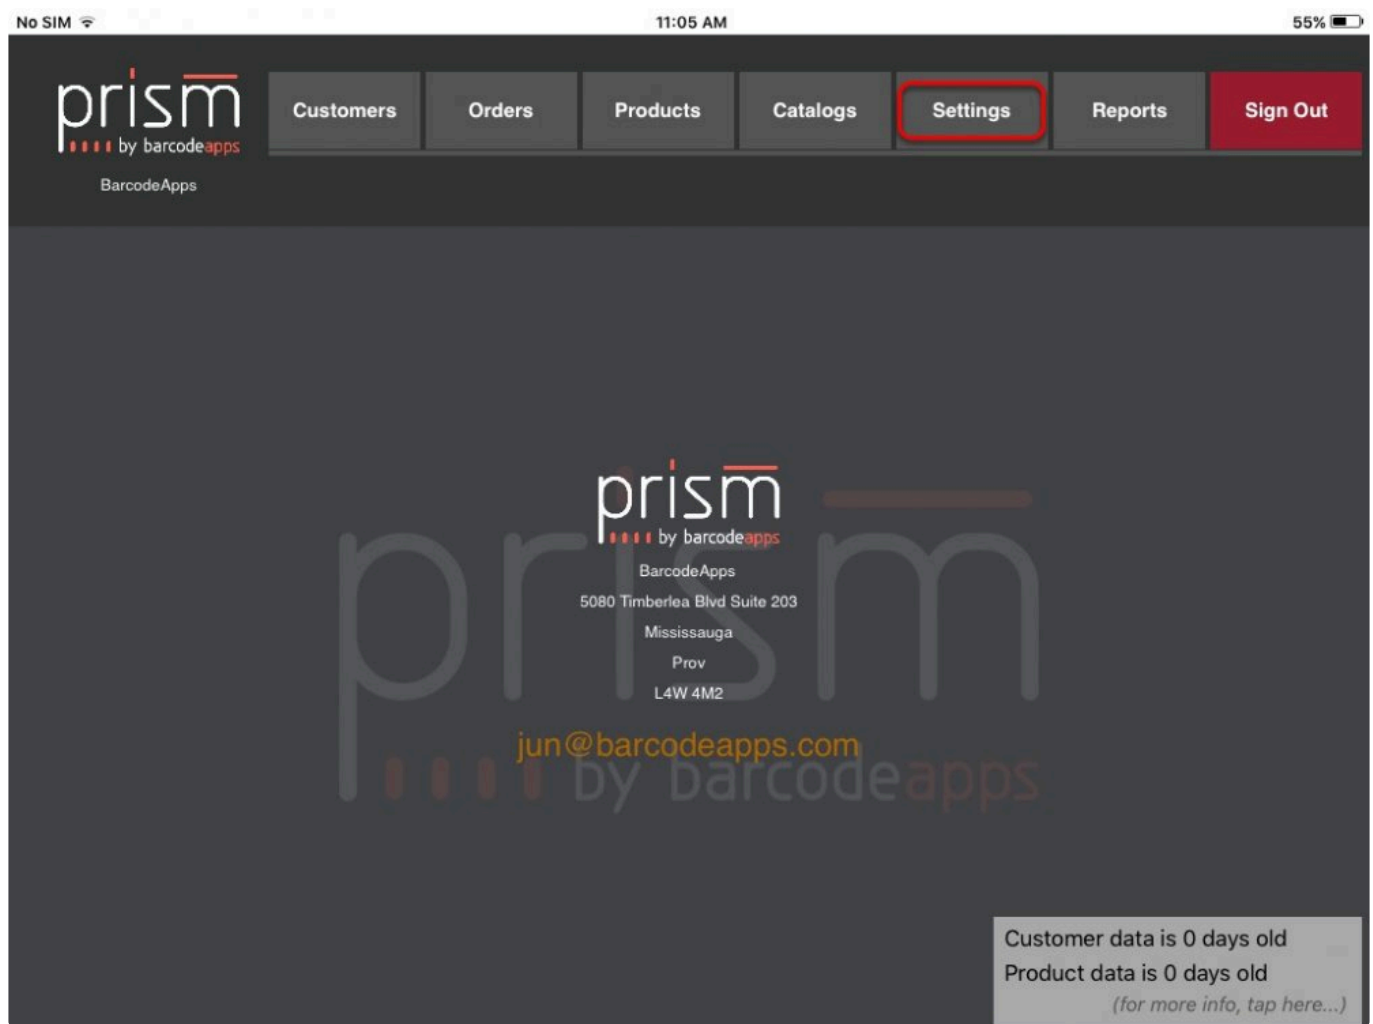 No SIM 11:05 AM 55%
prism
by barcodeapps
BarcodeApps
Customers Orders Products Catalogs Settings Reports Sign Out
prism
by barcodeapps
BarcodeApps
5080 Timberlea Blvd Suite 203
Mississauga
Prov
L4W 4M2
jun@barcodeapps.com
prism
by barcodeapps
Customer data is 0 days old
Product data is 0 days old
(for more info, tap here...)